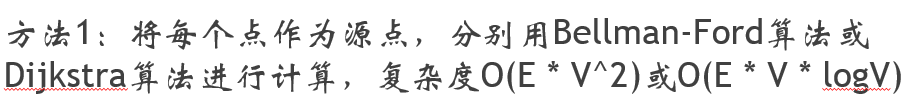 方法1：将每个点作为源点，分别用Bellman-Ford算法或
Dijkstra算法进行计算，复杂度O(E * V^2)或O(E * V * logV)